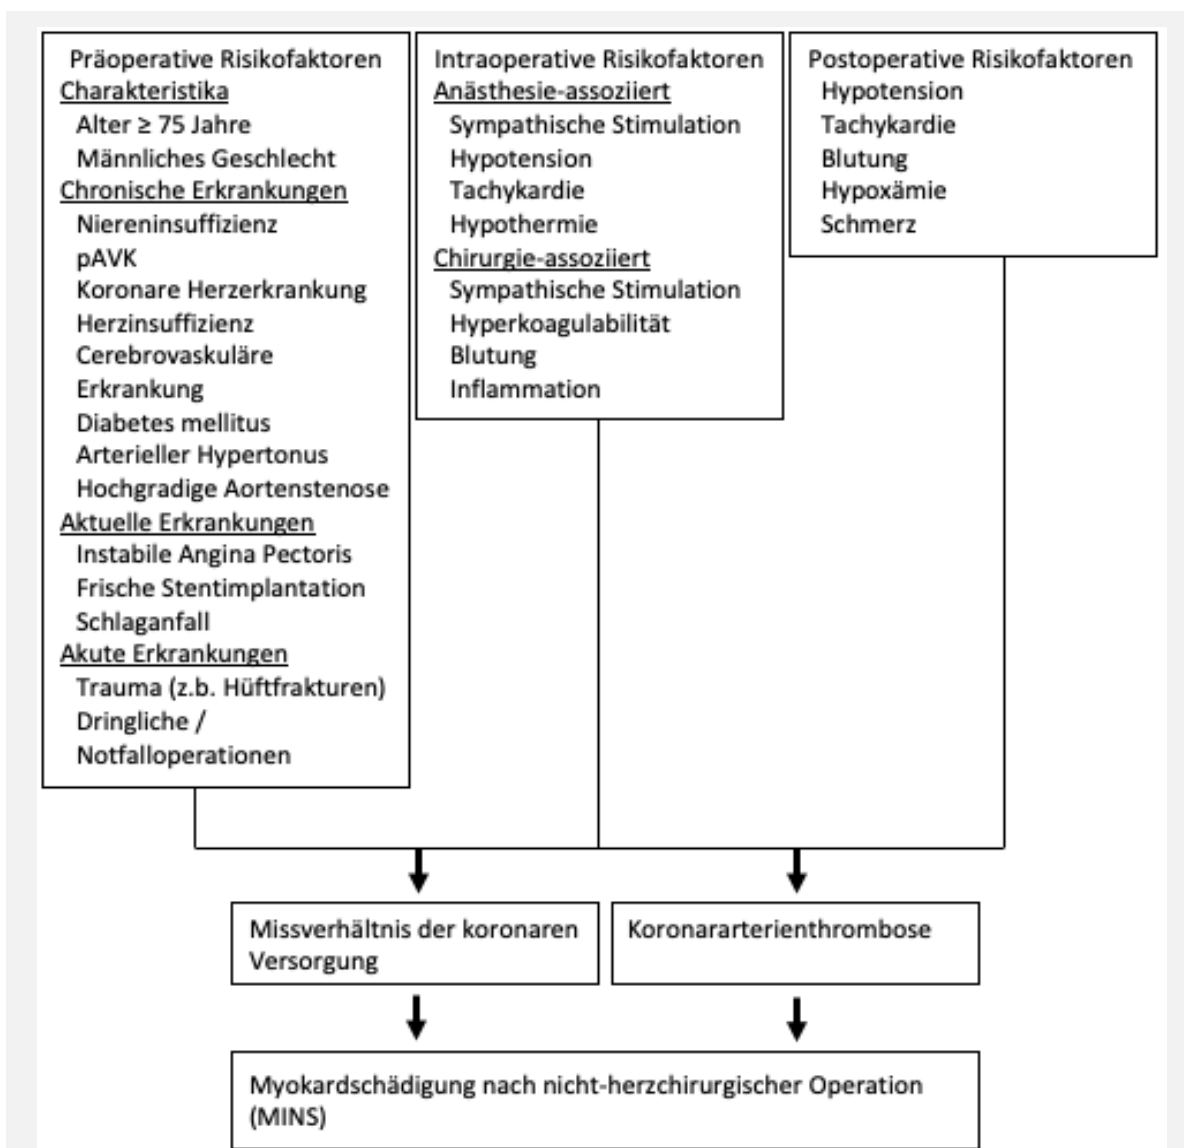 Präoperative Risikofaktoren
Charakteristika
Alter ≥ 75 Jahre
Männliches Geschlecht
Chronische Erkrankungen
Niereninsuffizienz
pAVK
Koronare Herzerkrankung
Herzinsuffizienz
Cerebrovaskuläre
Erkrankung
Diabetes mellitus
Arterieller Hypertonus
Hochgradige Aortenstenose
Aktuelle Erkrankungen
Instabile Angina Pectoris
Frische Stentimplantation
Schlaganfall
Akute Erkrankungen
Trauma (z.b. Hüftfrakturen)
Dringliche /
Notfalloperationen
Intraoperative Risikofaktoren
Anästhesie-assoziiert
Sympathische Stimulation
Hypotension
Tachykardie
Hypothermie
Chirurgie-assoziiert
Sympathische Stimulation
Hyperkoagulabilität
Blutung
Inflammation
Postoperative Risikofaktoren
Hypotension
Tachykardie
Blutung
Hypoxämie
Schmerz
Missverhältnis der koronaren
Versorgung
Koronararterienthrombose
Myokardschädigung nach nicht-herzchirurgischer Operation
(MINS)